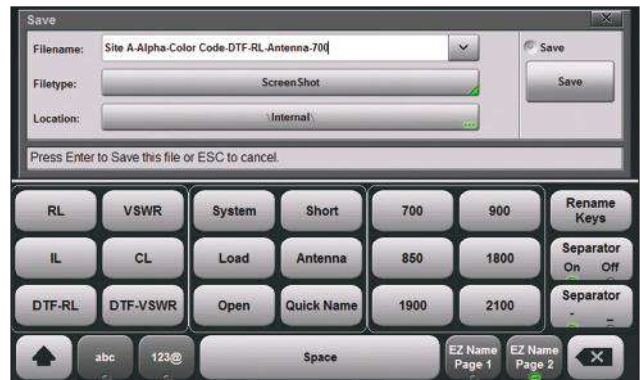 Save
Filename: Site A-Alpha-Color Code-DTF-RL-Antenna-700
Save
Filetype: ScreenShot
Save
Location: \Internal\
Press Enter to Save this file or ESC to cancel.
RL VSWR System Short 700 900 Rename Keys
IL CL Load Antenna 850 1800 Separator On Off
DTF-RL DTF-VSWR Open Quick Name 1900 2100 Separator - _
abc 123@ Space EZ Name Page 1 EZ Name Page 2